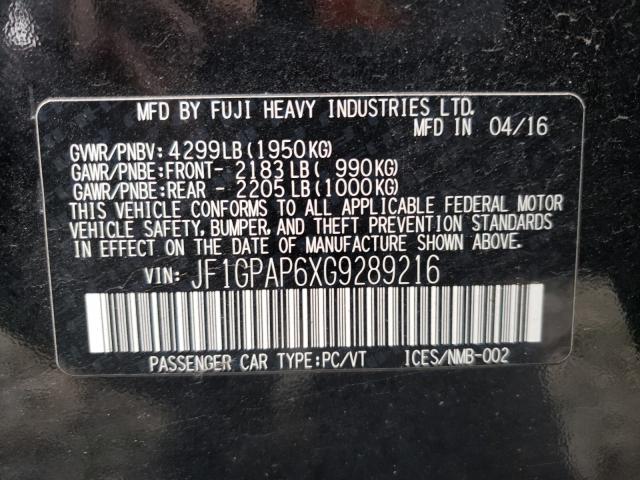 MFD BY FUJI HEAVY INDUSTRIES LTD.
MFD IN 04/16
GVWR/PNBV: 4299LB(1950KG)
GAWR/PNBE:FRONT- 2183LB( 990KG)
GAWR/PNBE:REAR - 2205LB(1000KG)
THIS VEHICLE CONFORMS TO ALL APPLICABLE FEDERAL MOTOR
VEHICLE SAFETY, BUMPER, AND THEFT PREVENTION STANDARDS
IN EFFECT ON THE DATE OF MANUFACTURE SHOWN ABOVE.
VIN: JF1GPAP6XG9289216
PASSENGER CAR TYPE:PC/VT ICES/NMB-002